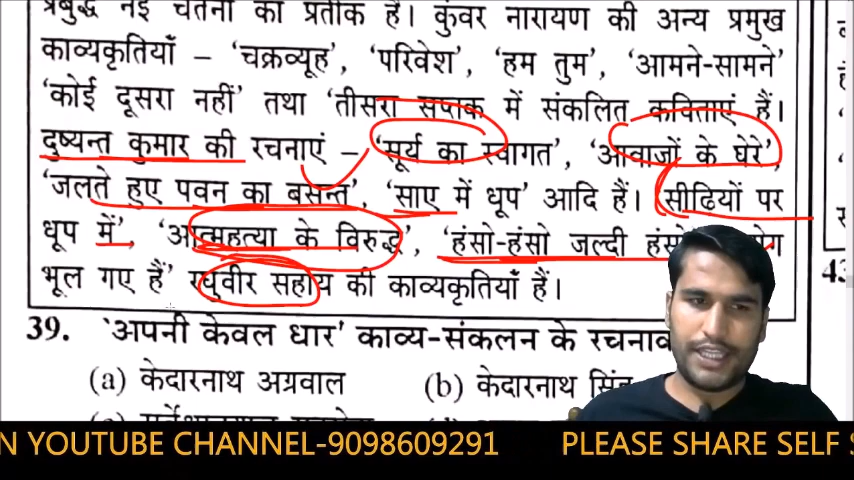 प्रबुद्ध नई चेतना का प्रतीक है। कुंवर नारायण की अन्य प्रमुख
काव्यकृतियाँ – 'चक्रव्यूह', 'परिवेश', 'हम तुम', 'आमने-सामने'
'कोई दूसरा नहीं' तथा 'तीसरा सप्तक में संकलित कविताएं हैं।
दुष्यन्त कुमार की रचनाएं – 'सूर्य का स्वागत', 'आवाजों के घेरे',
'जलते हुए पवन का बसन्त', 'साए में धूप' आदि हैं। 'सीढ़ियों पर
धूप में', 'आत्महत्या के विरुद्ध', 'हंसो-हंसो जल्दी हंसो'
भूल गए हैं' रघुवीर सहाय की काव्यकृतियाँ हैं।
39. 'अपनी केवल धार' काव्य-संकलन के
(a) केदारनाथ अग्रवाल (b) केदारनाथ सिंह
N YOUTUBE CHANNEL-9098609291 PLEASE SHARE SELF